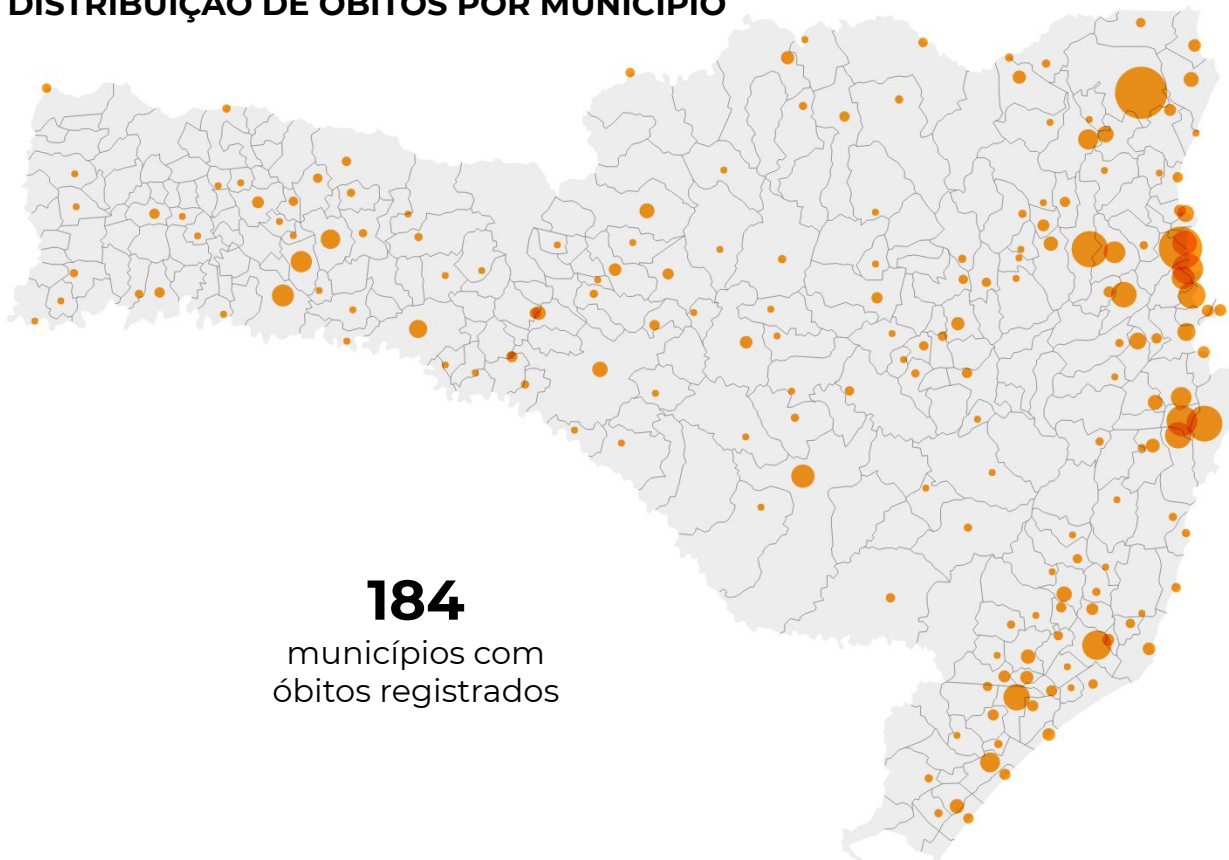 DISTRIBUIÇÃO DE ÓBITOS POR MUNICÍPIO
184
municípios com
óbitos registrados